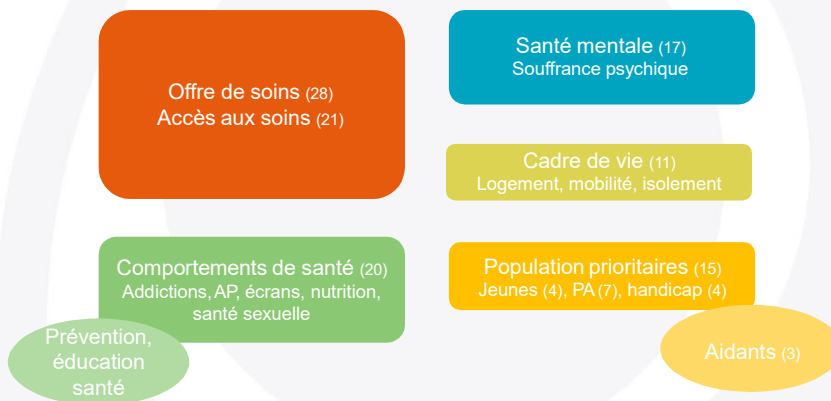 Offre de soins (28)
Accès aux soins (21)
Santé mentale (17)
Souffrance psychique
Cadre de vie (11)
Logement, mobilité, isolement
Comportements de santé (20)
Addictions, AP, écrans, nutrition,
santé sexuelle
Population prioritaires (15)
Jeunes (4), PA (7), handicap (4)
Prévention,
éducation
santé
Aidants (3)